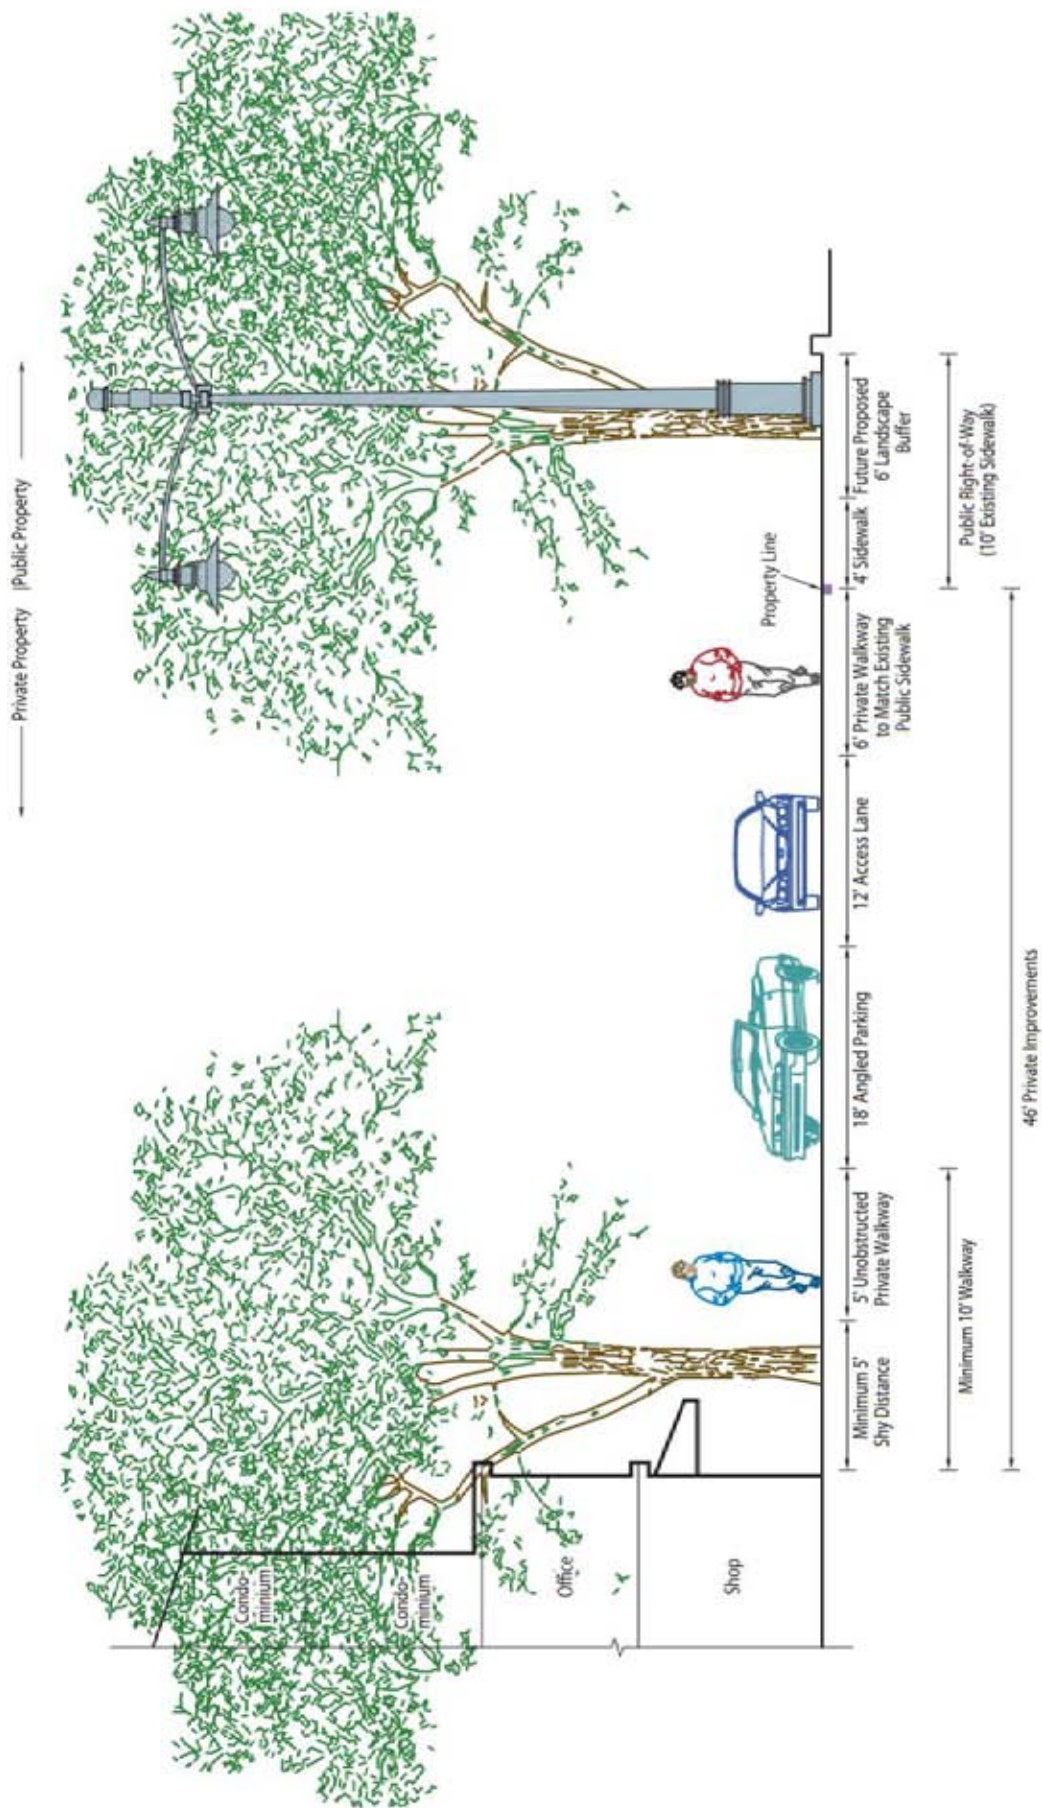 Private Property | Public Property
Condo-
minium
Condo-
minium
Office
Shop
Property Line
Minimum 5'
Shy Distance
5' Unobstructed
Private Walkway
18' Angled Parking
12' Access Lane
6' Private Walkway
to Match Existing
Public Sidewalk
4' Sidewalk
Future Proposed
6' Landscape
Buffer
Minimum 10' Walkway
Public Right-of-Way
(10' Existing Sidewalk)
46' Private Improvements